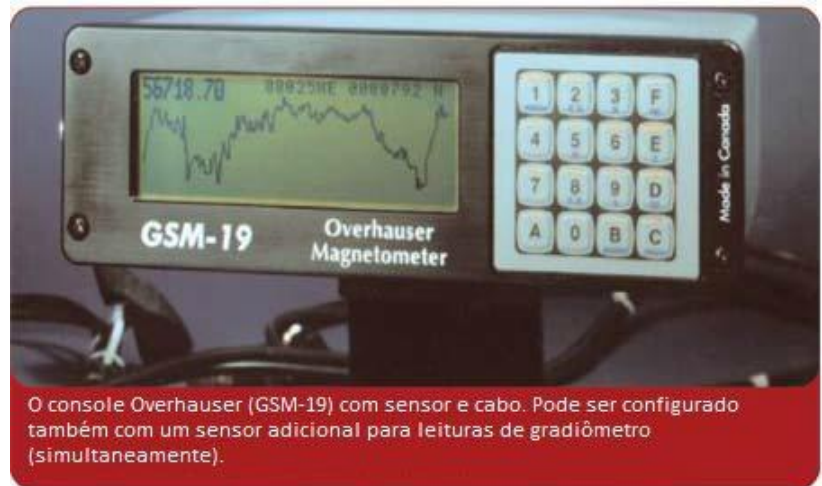 56718.70 00025NE 0000792 N
1 2 3 F
4 5 6 E
7 8 9 D
A 0 B C
Made in Canada
GSM-19 Overhauser
Magnetometer
O console Overhauser (GSM-19) com sensor e cabo. Pode ser configurado
também com um sensor adicional para leituras de gradiômetro
(simultaneamente).